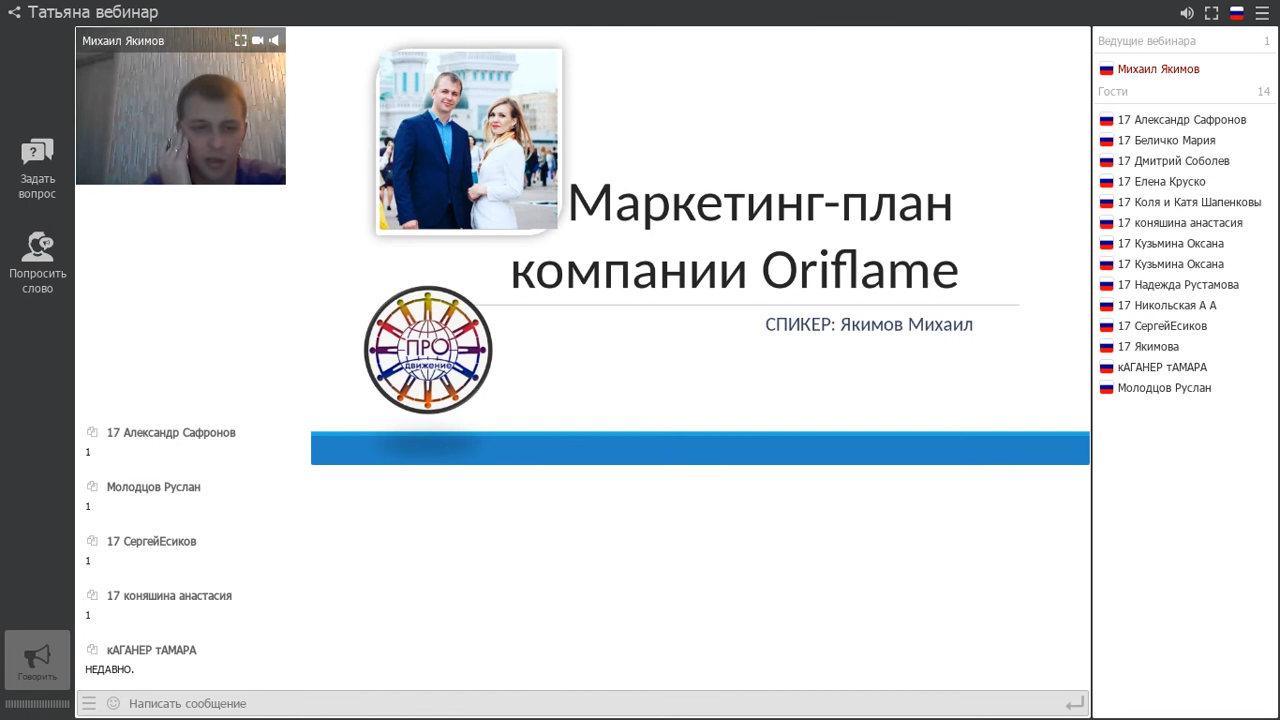 Татьяна вебинар
Михаил Якимов
Задать
вопрос
Попросить
слово
Говорить
Маркетинг-план
компании Oriflame
СПИКЕР: Якимов Михаил
ПРО
движение
17 Александр Сафронов
1
Молодцов Руслан
1
17 СергейЕсиков
1
17 коняшина анастасия
1
кАГАНЕР тАМАРА
НЕДАВНО.
Написать сообщение
Ведущие вебинара 1
Михаил Якимов
Гости 14
17 Александр Сафронов
17 Беличко Мария
17 Дмитрий Соболев
17 Елена Круско
17 Коля и Катя Шапенковы
17 коняшина анастасия
17 Кузьмина Оксана
17 Кузьмина Оксана
17 Надежда Рустамова
17 Никольская А А
17 СергейЕсиков
17 Якимова
кАГАНЕР тАМАРА
Молодцов Руслан